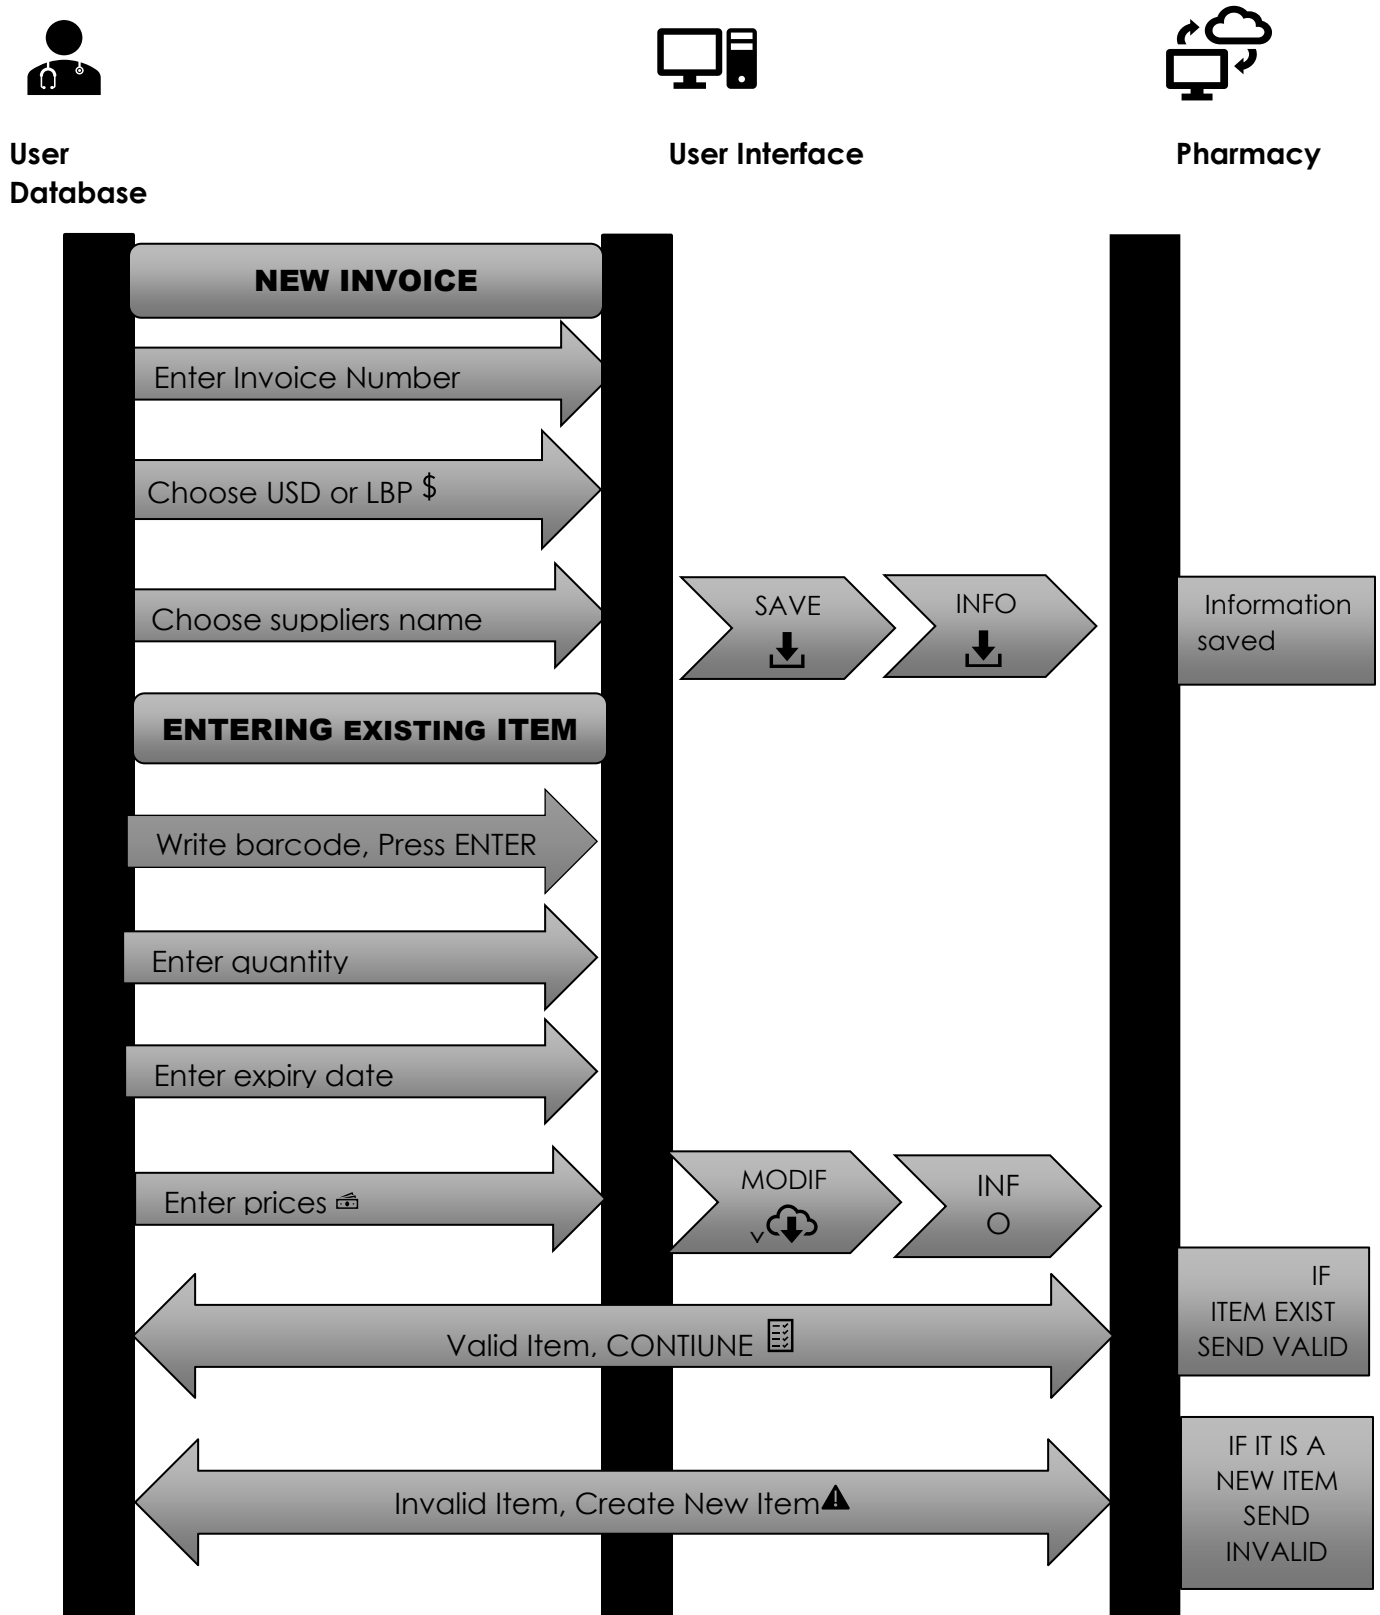 User
Database
User Interface
Pharmacy
NEW INVOICE
Enter Invoice Number
Choose USD or LBP $
Choose suppliers name
SAVE
INFO
Information
saved
ENTERING EXISTING ITEM
Write barcode, Press ENTER
Enter quantity
Enter expiry date
Enter prices
MODIF
Y
INF
O
IF
ITEM EXIST
SEND VALID
Valid Item, CONTIUNE
IF IT IS A
NEW ITEM
SEND
INVALID
Invalid Item, Create New Item